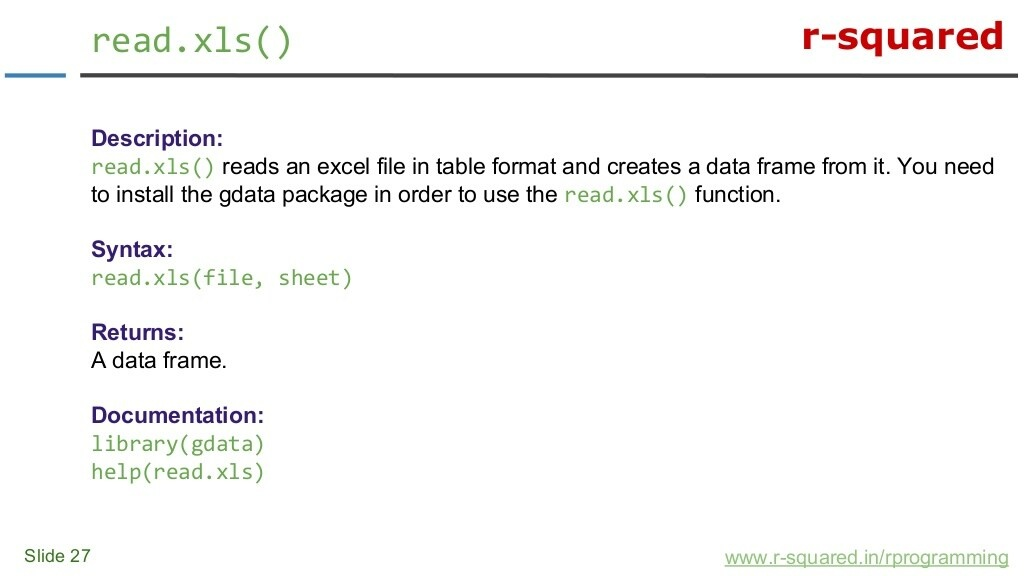 read.xls()
r-squared
Description:
read.xls() reads an excel file in table format and creates a data frame from it. You need
to install the gdata package in order to use the read.xls() function.
Syntax:
read.xls(file, sheet)
Returns:
A data frame.
Documentation:
library(gdata)
help(read.xls)
Slide 27
www.r-squared.in/rprogramming